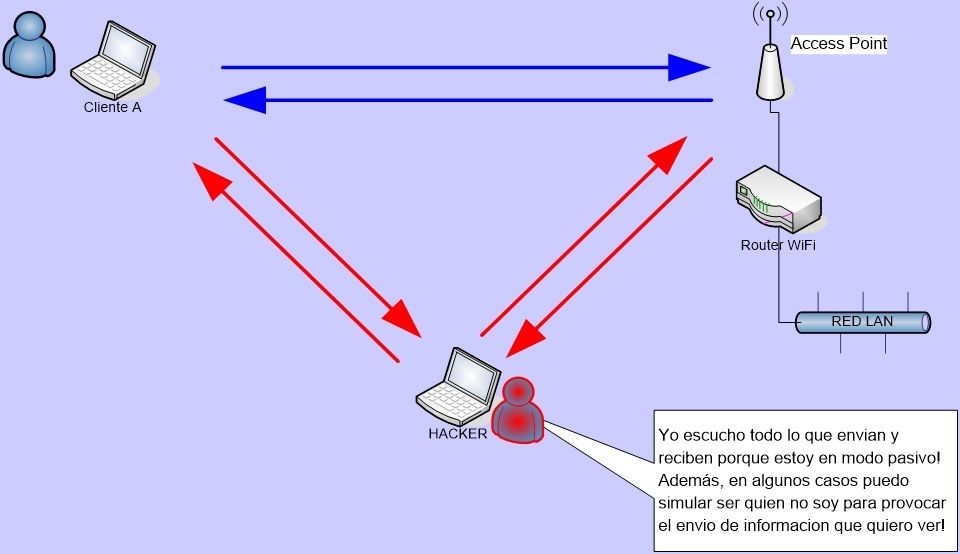 Access Point
Cliente A
Router WiFi
RED LAN
HACKER
Yo escucho todo lo que envian y
reciben porque estoy en modo pasivo!
Además, en algunos casos puedo
simular ser quien no soy para provocar
el envio de informacion que quiero ver!